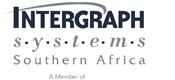 INTERGRAPH
s·y·s·t·e·m·s
Southern Africa
A Member of